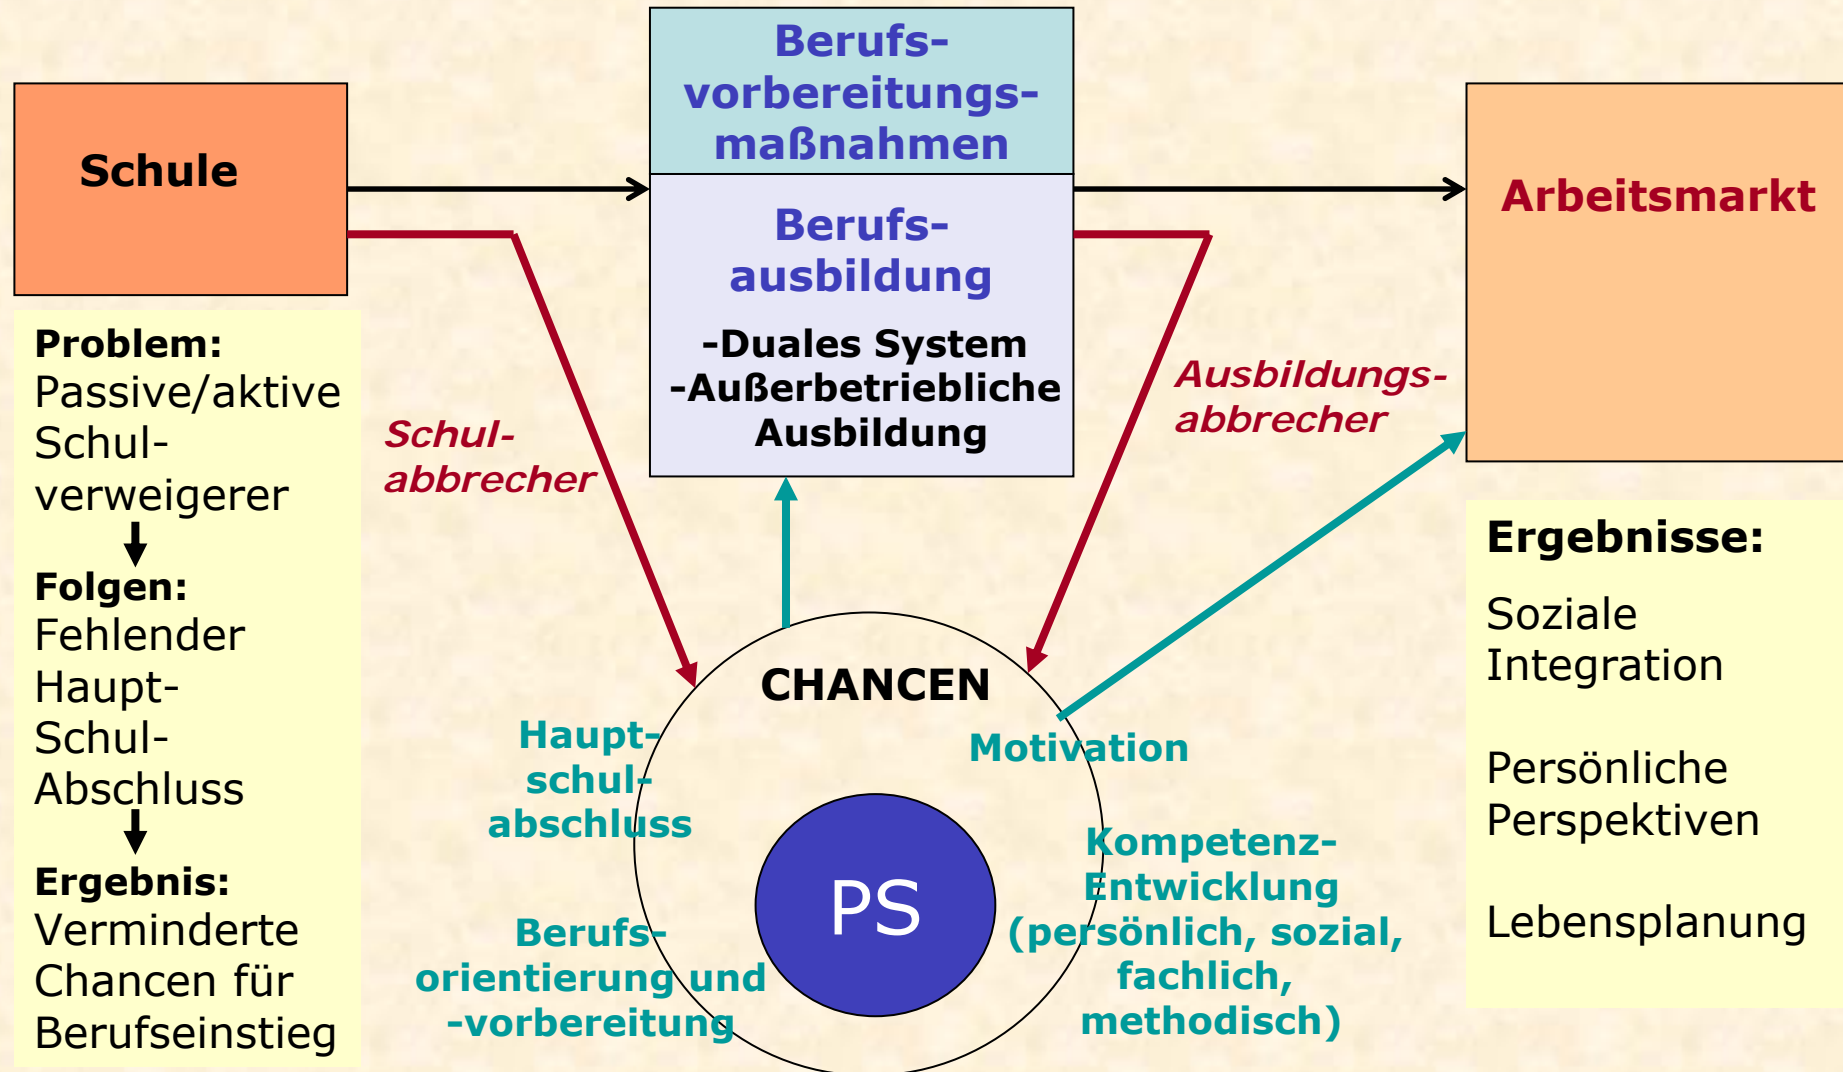 Schule
Problem:
Passive/aktive
Schul-
verweigerer
Folgen:
Fehlender
Haupt-
Schul-
Abschluss
Ergebnis:
Verminderte
Chancen für
Berufseinstieg
Schul-
abbrecher
Berufs-
vorbereitungs-
maßnahmen
Berufs-
ausbildung
-Duales System
-Außerbetriebliche
Ausbildung
Ausbildungs-
abbrecher
CHANCEN
Haupt-
schul-
abschluss
Motivation
PS
Berufs-
orientierung und
-vorbereitung
Kompetenz-
Entwicklung
(persönlich, sozial,
fachlich,
methodisch)
Arbeitsmarkt
Ergebnisse:
Soziale
Integration
Persönliche
Perspektiven
Lebensplanung